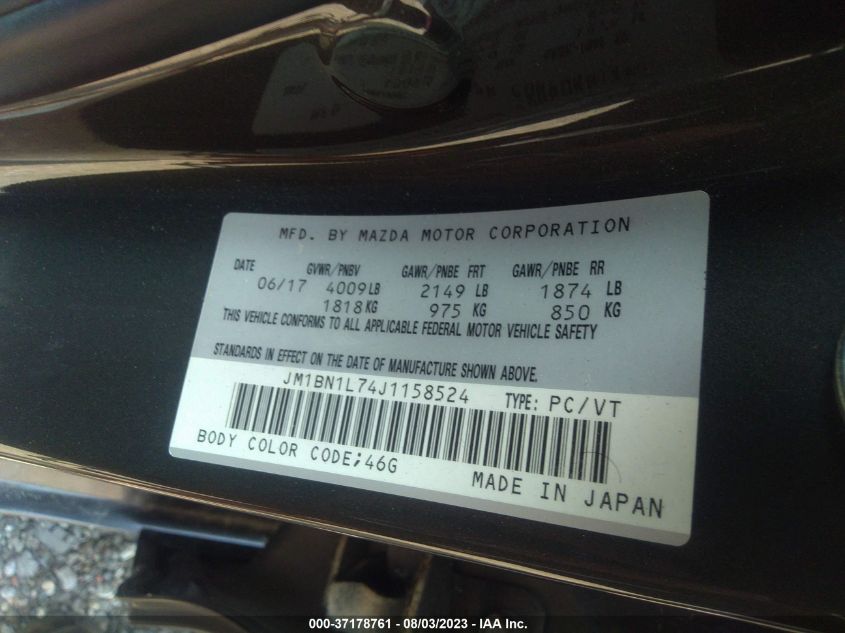 MFD. BY MAZDA MOTOR CORPORATION
DATE GVWR/PNBV GAWR/PNBE FRT GAWR/PNBE RR
06/17 4009LB 2149 LB 1874 LB
1818KG 975 KG 850 KG
THIS VEHICLE CONFORMS TO ALL APPLICABLE FEDERAL MOTOR VEHICLE SAFETY
STANDARDS IN EFFECT ON THE DATE OF MANUFACTURE SHOWN ABOVE.
JM1BN1L74J1158524 TYPE: PC/VT
BODY COLOR CODE;46G
MADE IN JAPAN
000-37178761 - 08/03/2023 - IAA Inc.